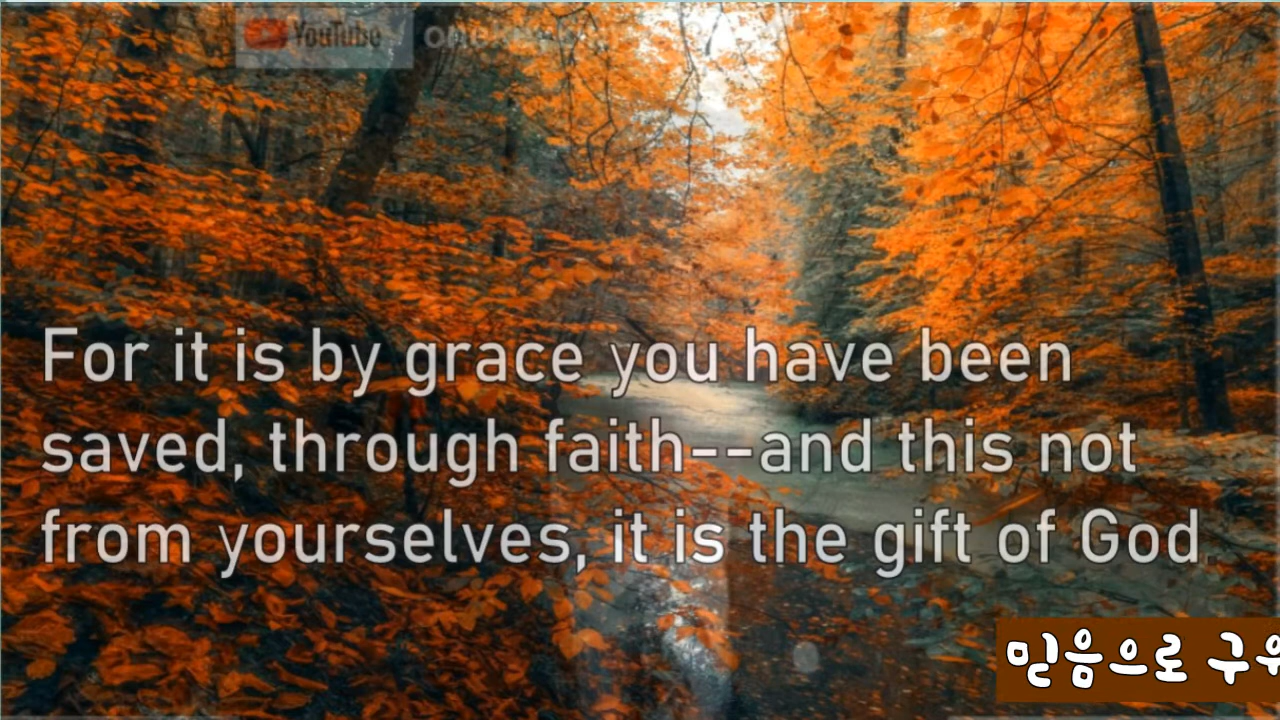 YouTube
For it is by grace you have been
saved, through faith--and this not
from yourselves, it is the gift of God
믿음으로